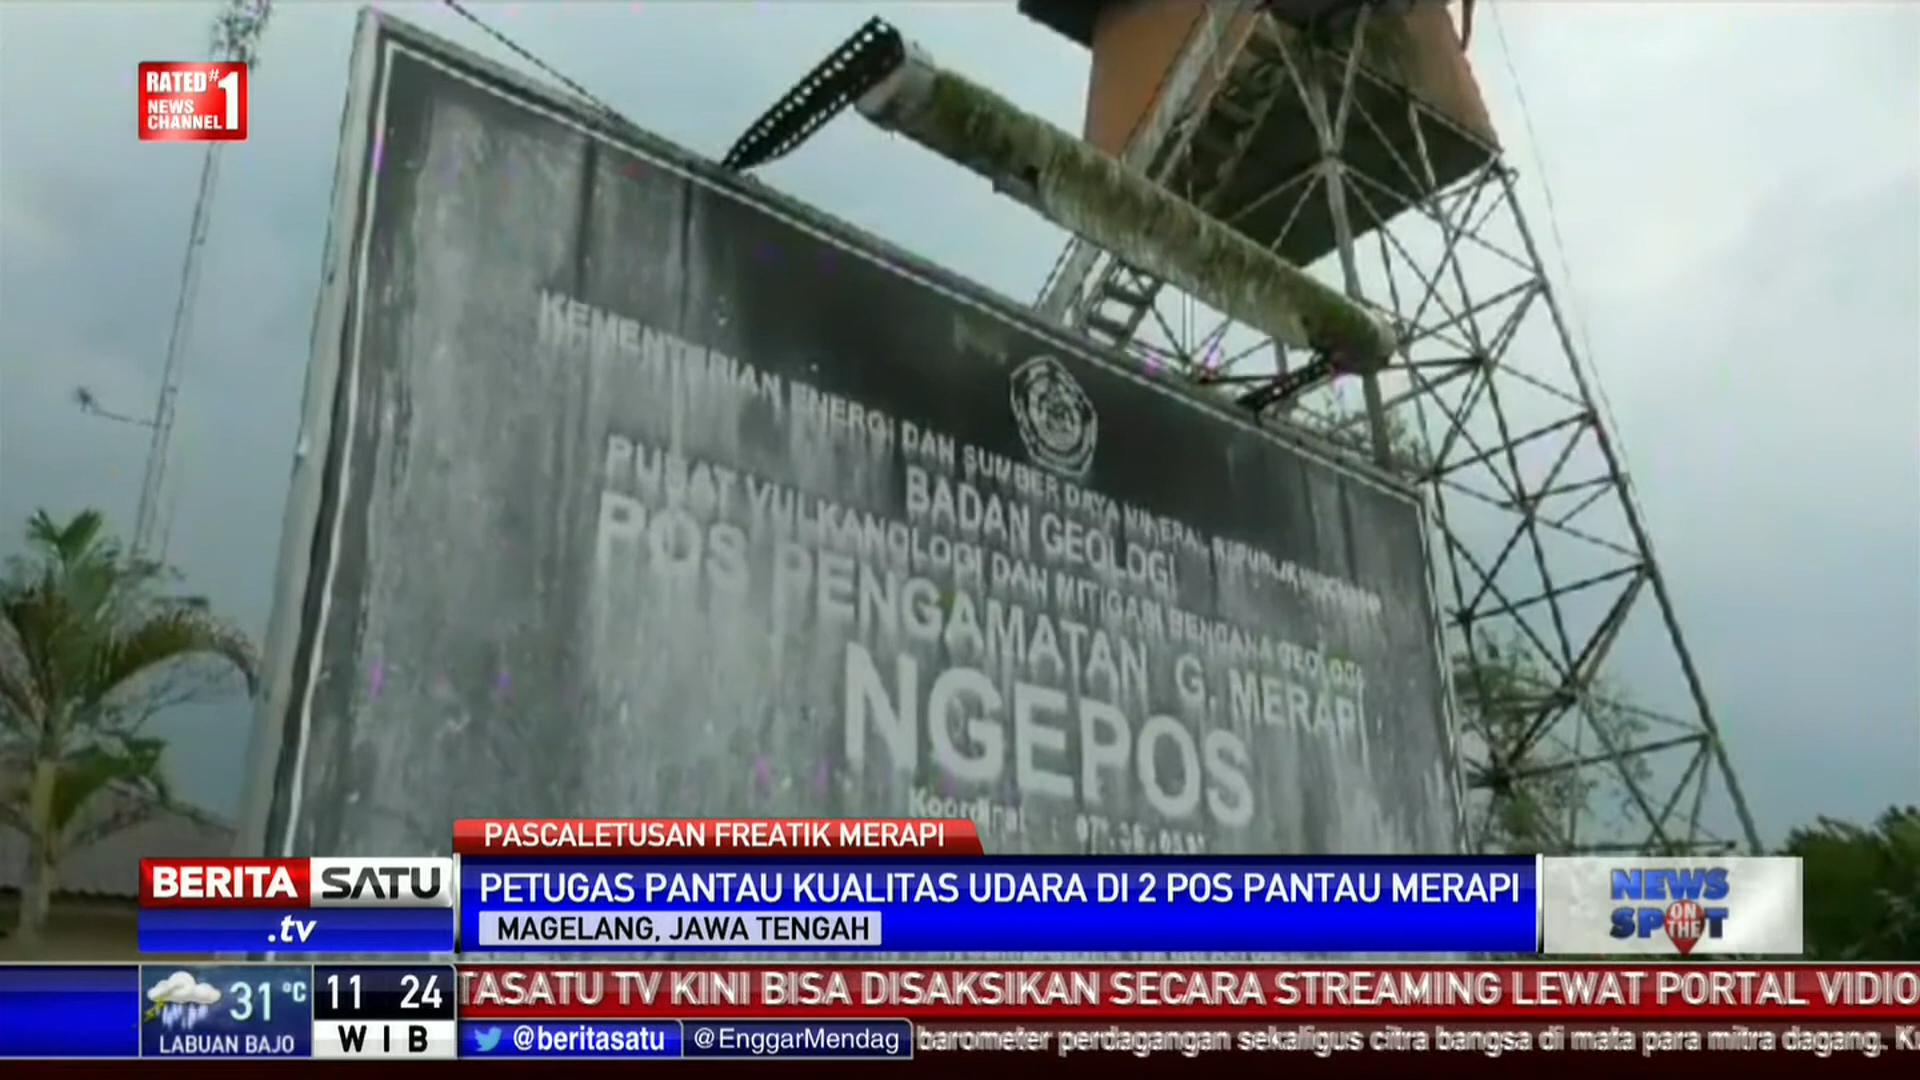 RATED #1
NEWS
CHANNEL
KEMENTERIAN ENERGI DAN SUMBER DAYA MINERAL REPUBLIK INDONESIA
BADAN GEOLOGI
PUSAT VULKANOLOGI DAN MITIGASI BENCANA GEOLOGI
POS PENGAMATAN G. MERAPI
NGEPOS
Koordinat :
PASCALETUSAN FREATIK MERAPI
BERITA SATU
.tv
PETUGAS PANTAU KUALITAS UDARA DI 2 POS PANTAU MERAPI
MAGELANG, JAWA TENGAH
NEWS
ON THE
SPOT
31°C
LABUAN BAJO
11 24
WIB
TASATU TV KINI BISA DISAKSIKAN SECARA STREAMING LEWAT PORTAL VIDIO
@beritasatu
@EnggarMendag
barometer perdagangan sekaligus citra bangsa di mata para mitra dagang.